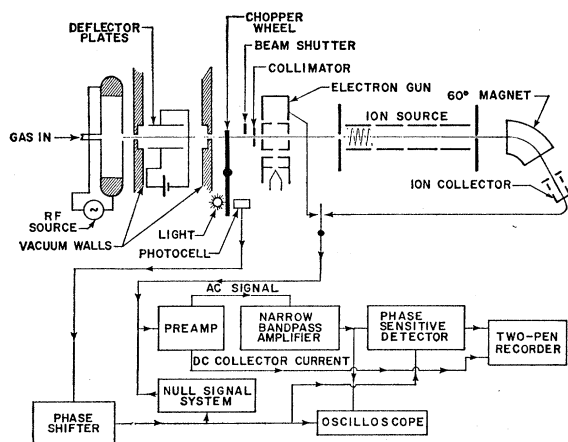 DEFLECTOR
PLATES
CHOPPER
WHEEL
BEAM SHUTTER
COLLIMATOR
ELECTRON GUN
60° MAGNET
ION SOURCE
GAS IN
ION
COLLECTOR
RF
SOURCE
VACUUM WALLS
LIGHT
PHOTOCELL
AC SIGNAL
PREAMP
NARROW
BANDPASS
AMPLIFIER
PHASE
SENSITIVE
DETECTOR
TWO-PEN
RECORDER
DC COLLECTOR CURRENT
NULL SIGNAL
SYSTEM
PHASE
SHIFTER
OSCILLOSCOPE